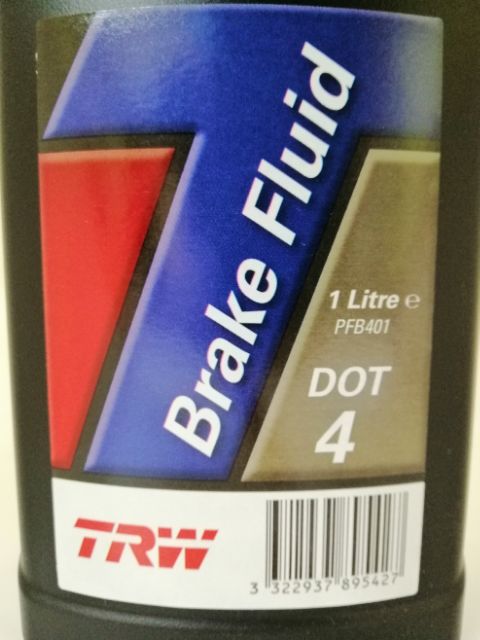 Brake Fluid
1 Litre ℮
PFB401
DOT
4
TRW
3 322937 895427